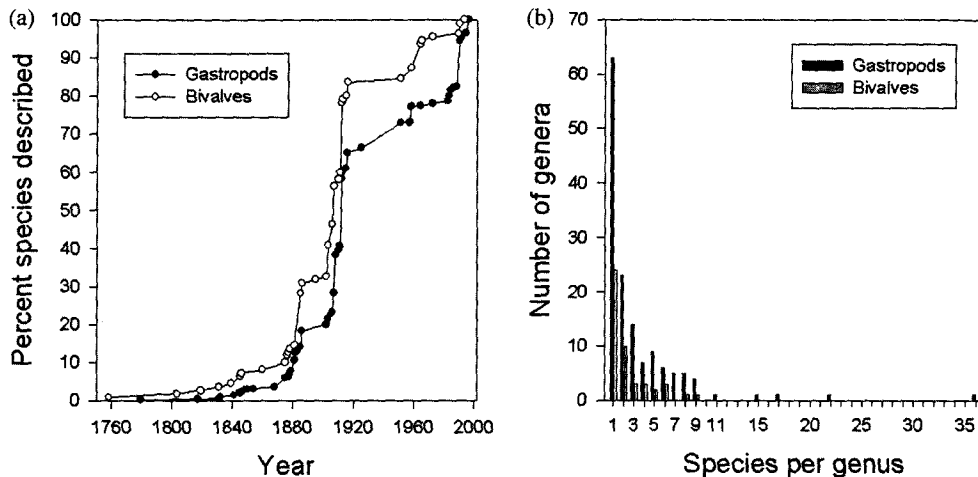 (a)
100
90
80
70
60
50
40
30
20
10
0
Percent species described
Gastropods
Bivalves
1760 1800 1840 1880 1920 1960 2000
Year
(b)
70
60
50
40
30
20
10
0
Number of genera
Gastropods
Bivalves
1 3 5 7 9 11 15 19 23 30 35
Species per genus